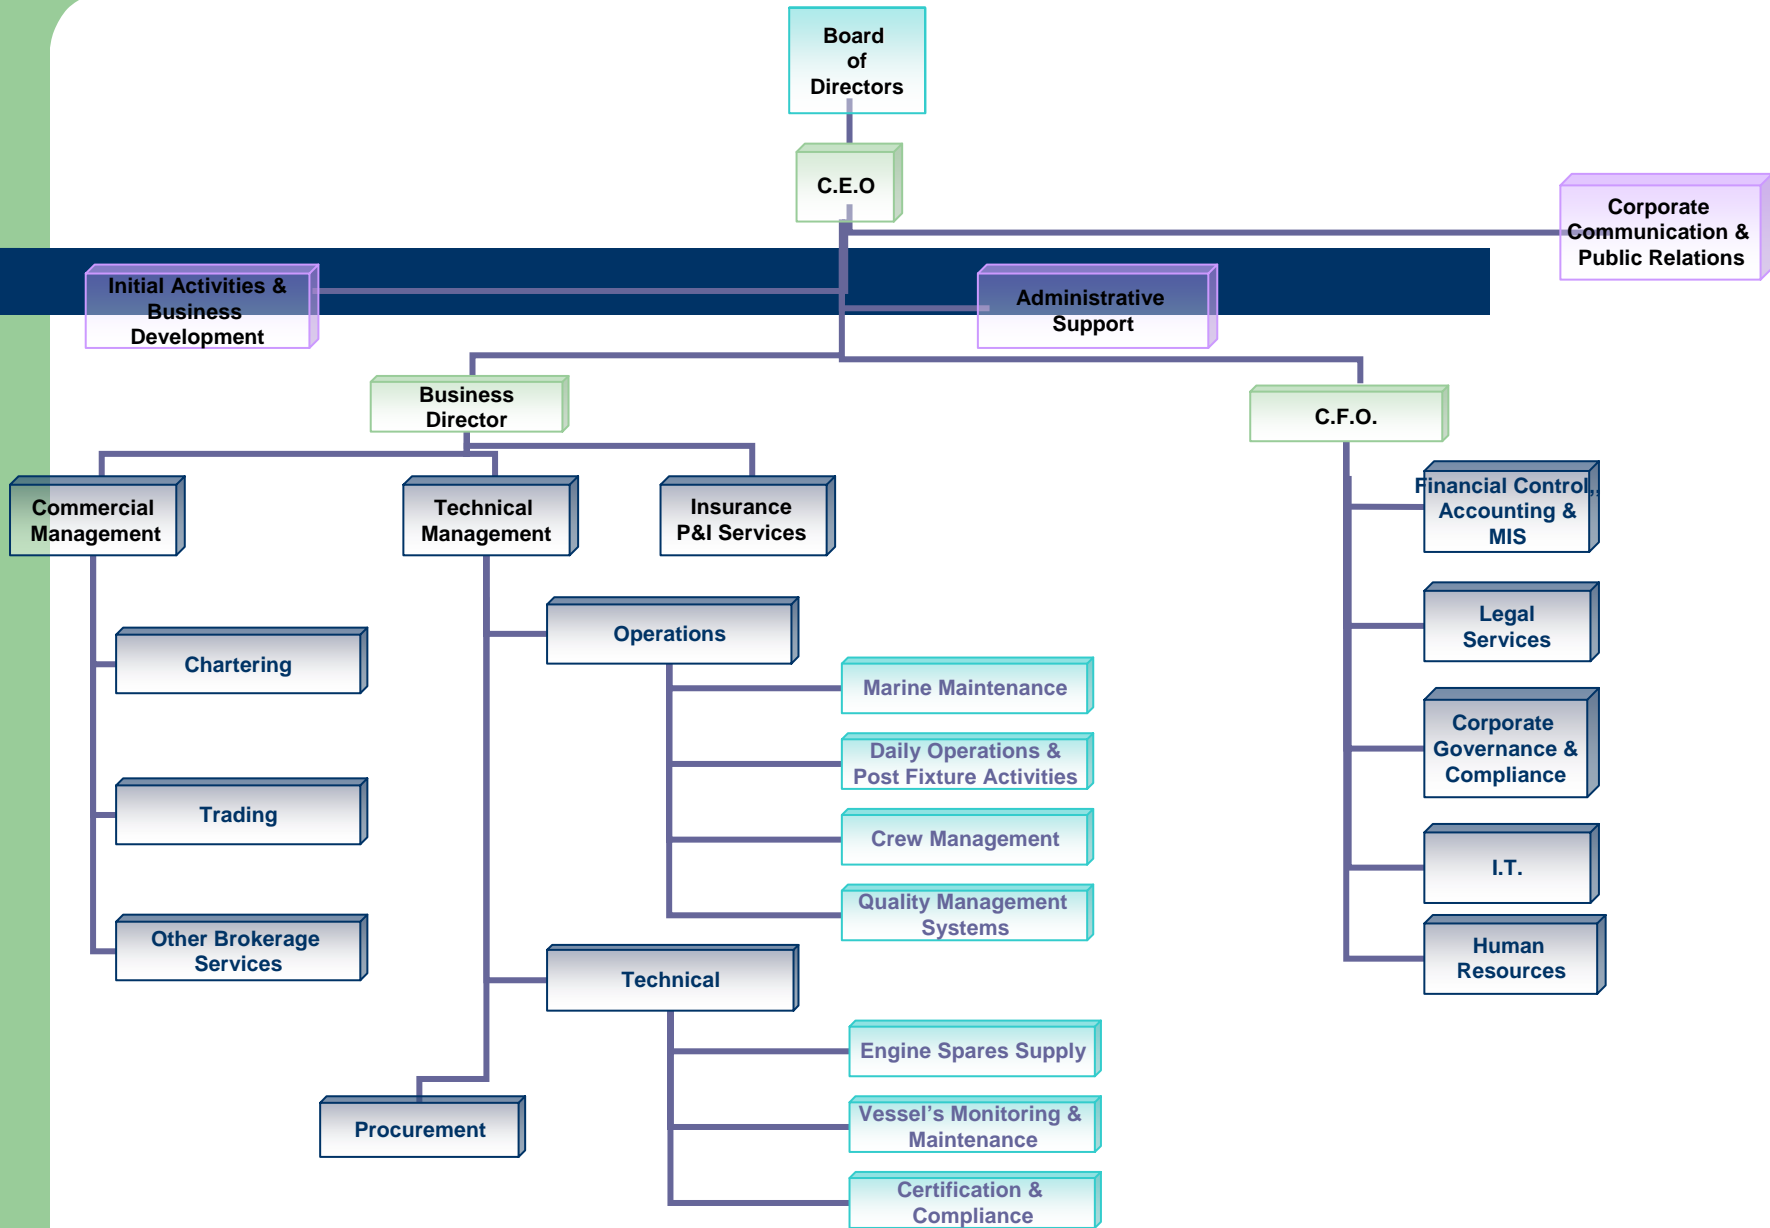 Board
of
Directors
C.E.O
Corporate
Communication &
Public Relations
Initial Activities &
Business
Development
Administrative
Support
Business
Director
C.F.O.
Commercial
Management
Technical
Management
Insurance
P&I Services
Financial Control,,
Accounting &
MIS
Legal
Services
Corporate
Governance &
Compliance
I.T.
Human
Resources
Chartering
Trading
Other Brokerage
Services
Operations
Marine Maintenance
Daily Operations &
Post Fixture Activities
Crew Management
Quality Management
Systems
Technical
Engine Spares Supply
Vessel’s Monitoring &
Maintenance
Certification &
Compliance
Procurement